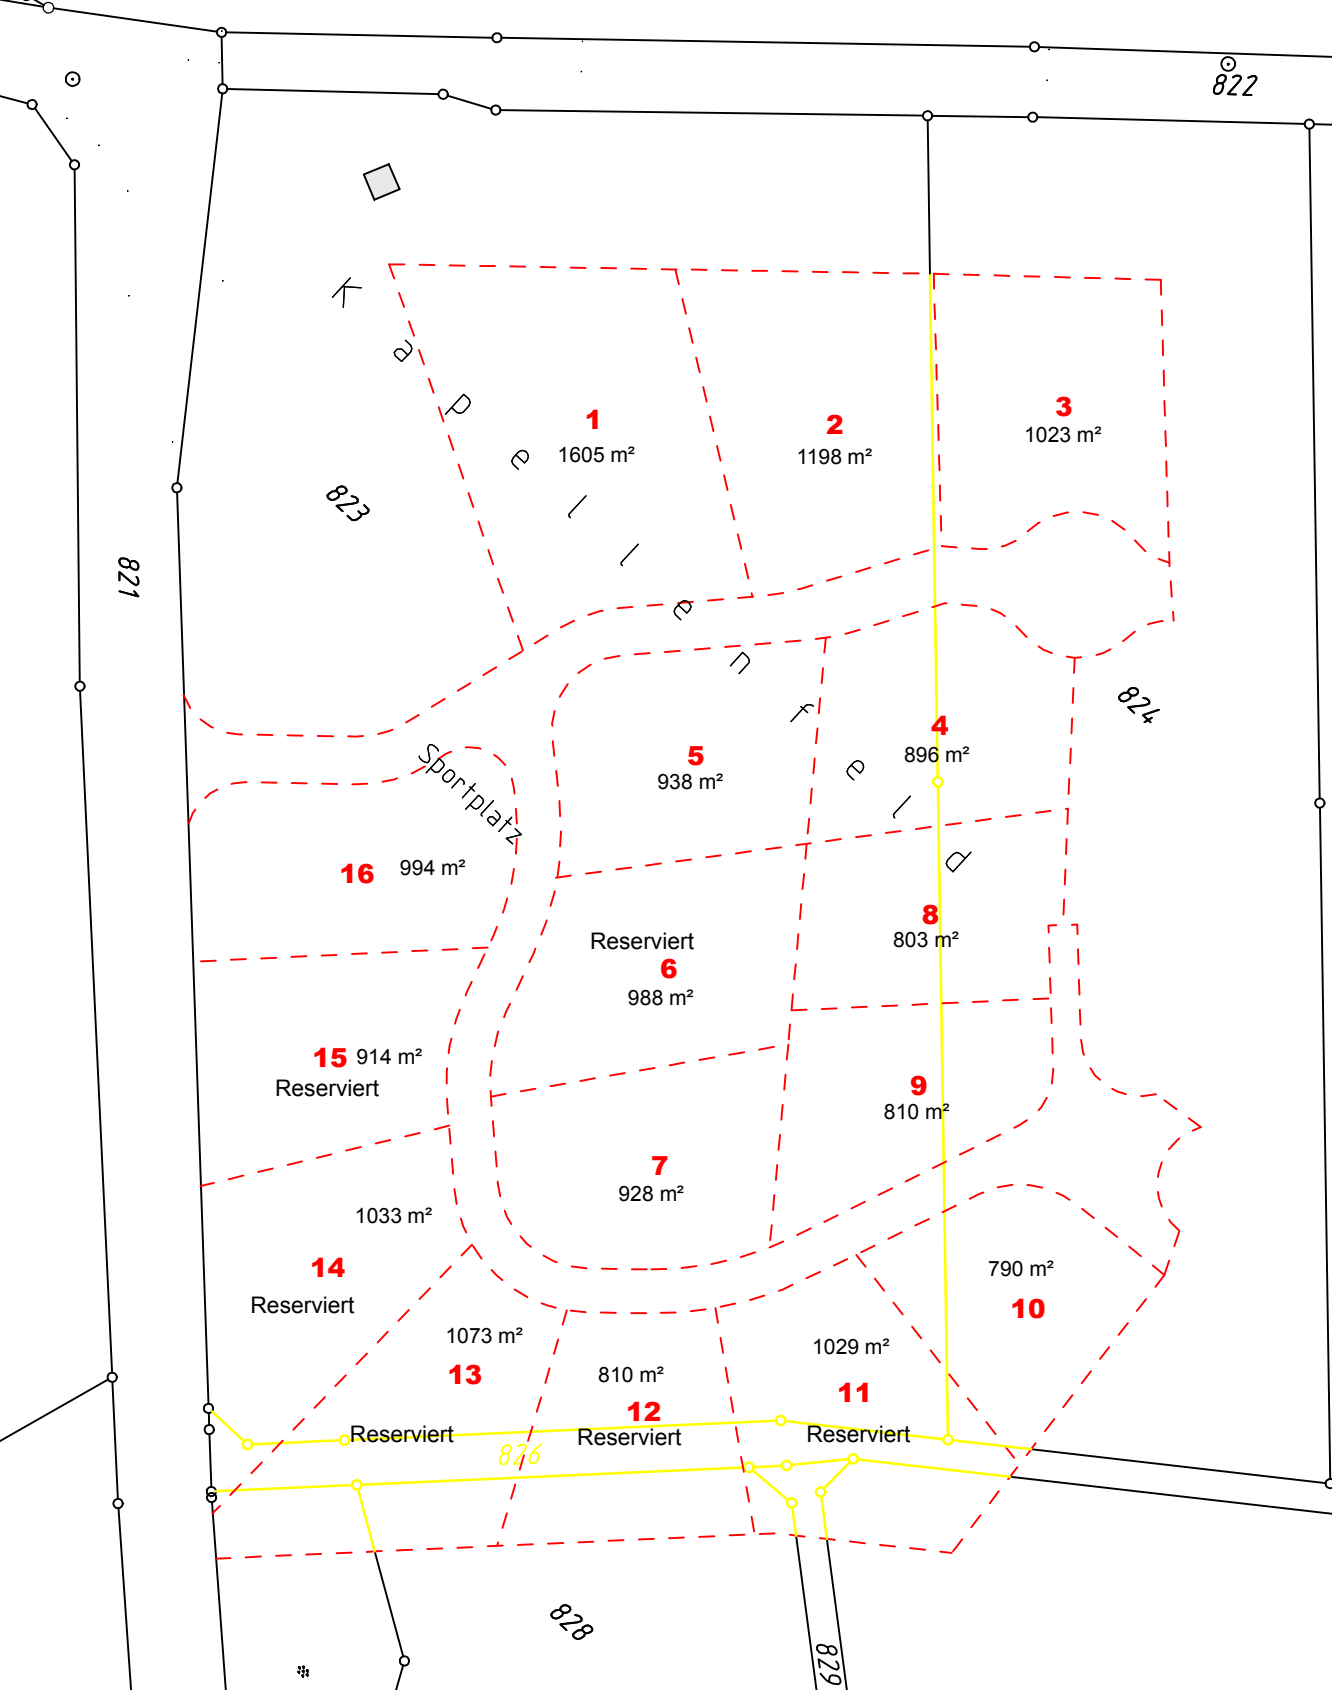 822
Kapellenfeld
1
1605 m²
2
1198 m²
3
1023 m²
823
821
824
Sportplatz
5
938 m²
4
896 m²
16 994 m²
8
803 m²
Reserviert
6
988 m²
15 914 m²
Reserviert
9
810 m²
7
928 m²
1033 m²
14
Reserviert
790 m²
10
1073 m²
13
Reserviert
810 m²
12
Reserviert
1029 m²
11
Reserviert
826
828
829